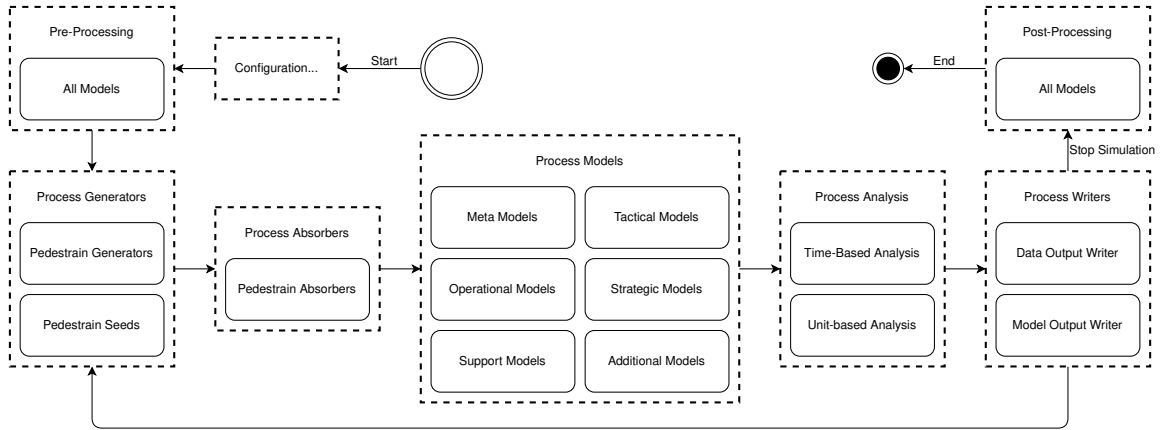 Pre-Processing
All Models
Configuration...
Start
End
Post-Processing
All Models
Stop Simulation
Process Generators
Pedestrain Generators
Pedestrain Seeds
Process Absorbers
Pedestrain Absorbers
Process Models
Meta Models
Tactical Models
Operational Models
Strategic Models
Support Models
Additional Models
Process Analysis
Time-Based Analysis
Unit-based Analysis
Process Writers
Data Output Writer
Model Output Writer